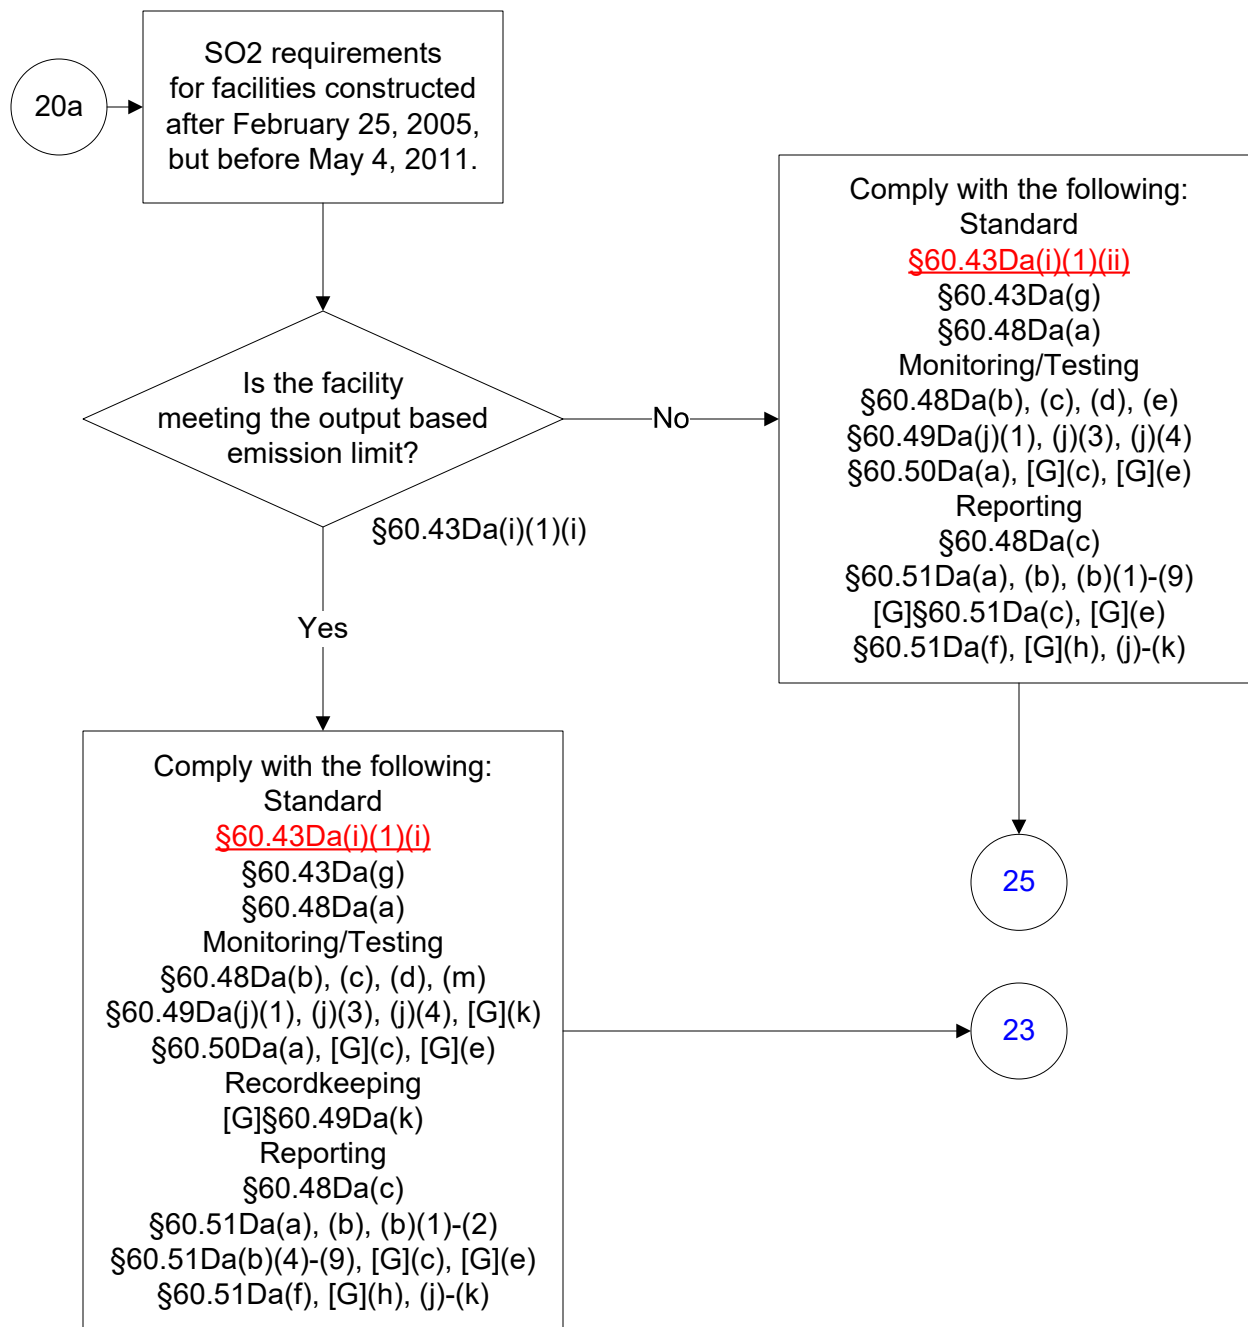 20a
SO2 requirements
for facilities constructed
after February 25, 2005,
but before May 4, 2011.
Is the facility
meeting the output based
emission limit?
§60.43Da(i)(1)(i)
No
Yes
Comply with the following:
Standard
§60.43Da(i)(1)(ii)
§60.43Da(g)
§60.48Da(a)
Monitoring/Testing
§60.48Da(b), (c), (d), (e)
§60.49Da(j)(1), (j)(3), (j)(4)
§60.50Da(a), [G](c), [G](e)
Reporting
§60.48Da(c)
§60.51Da(a), (b), (b)(1)-(9)
[G]§60.51Da(c), [G](e)
§60.51Da(f), [G](h), (j)-(k)
25
Comply with the following:
Standard
§60.43Da(i)(1)(i)
§60.43Da(g)
§60.48Da(a)
Monitoring/Testing
§60.48Da(b), (c), (d), (m)
§60.49Da(j)(1), (j)(3), (j)(4), [G](k)
§60.50Da(a), [G](c), [G](e)
Recordkeeping
[G]§60.49Da(k)
Reporting
§60.48Da(c)
§60.51Da(a), (b), (b)(1)-(2)
§60.51Da(b)(4)-(9), [G](c), [G](e)
§60.51Da(f), [G](h), (j)-(k)
23